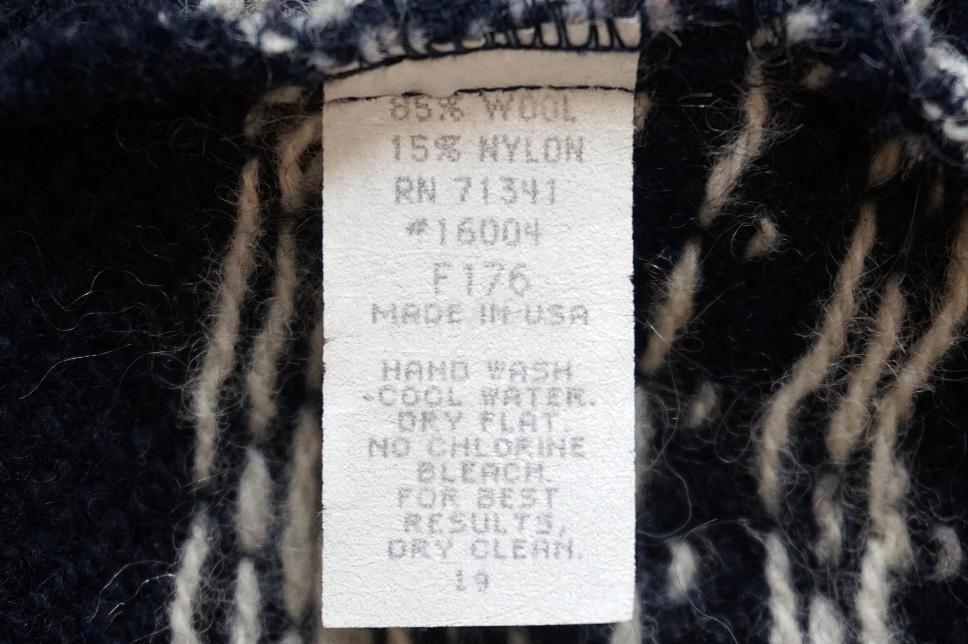 85% WOOL
15% NYLON
RN 71341
#16004
F176
MADE IN USA
HAND WASH
-COOL WATER.
DRY FLAT.
NO CHLORINE
BLEACH.
FOR BEST
RESULTS,
DRY CLEAN.
19